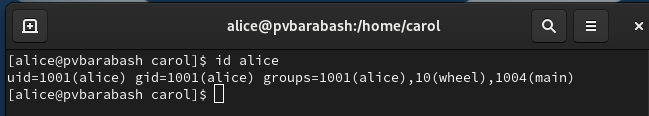 alice@pvbarabash:/home/carol
[alice@pvbarabash carol]$ id alice
uid=1001(alice) gid=1001(alice) groups=1001(alice),10(wheel),1004(main)
[alice@pvbarabash carol]$